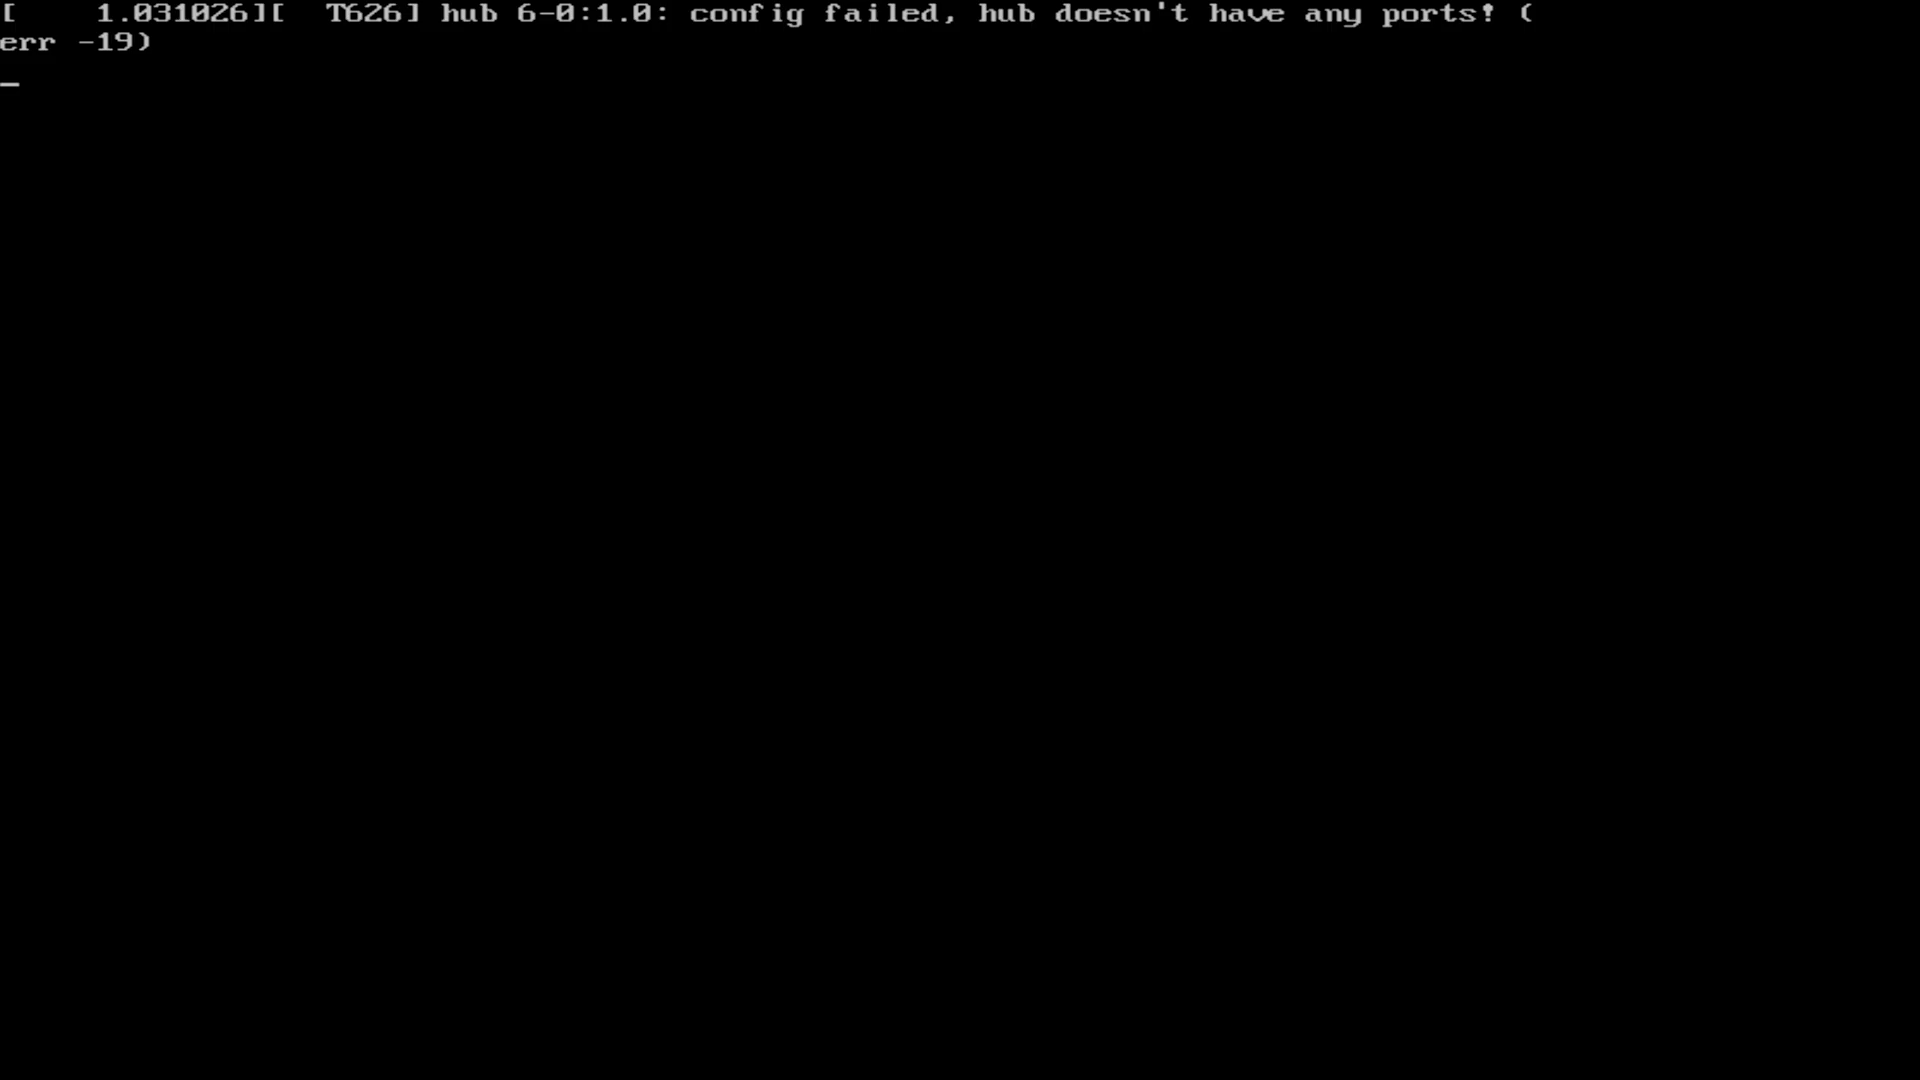 [    1.031026][  T626] hub 6-0:1.0: config failed, hub doesn't have any ports! (
err -19)
_